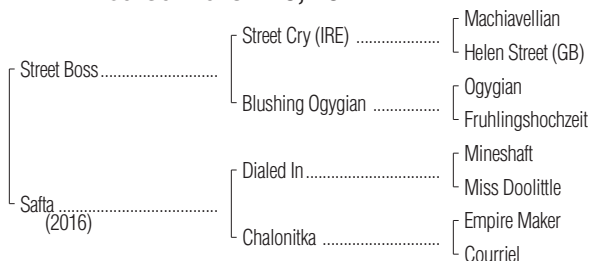 Machiavellian
Street Cry (IRE) ....................
Helen Street (GB)
Street Boss............................
Ogygian
Blushing Ogygian ................
Fruhlingshochzeit
Mineshaft
Dialed In................................
Miss Doolittle
Safta ......................................
(2016)
Empire Maker
Chalonitka ............................
Courriel